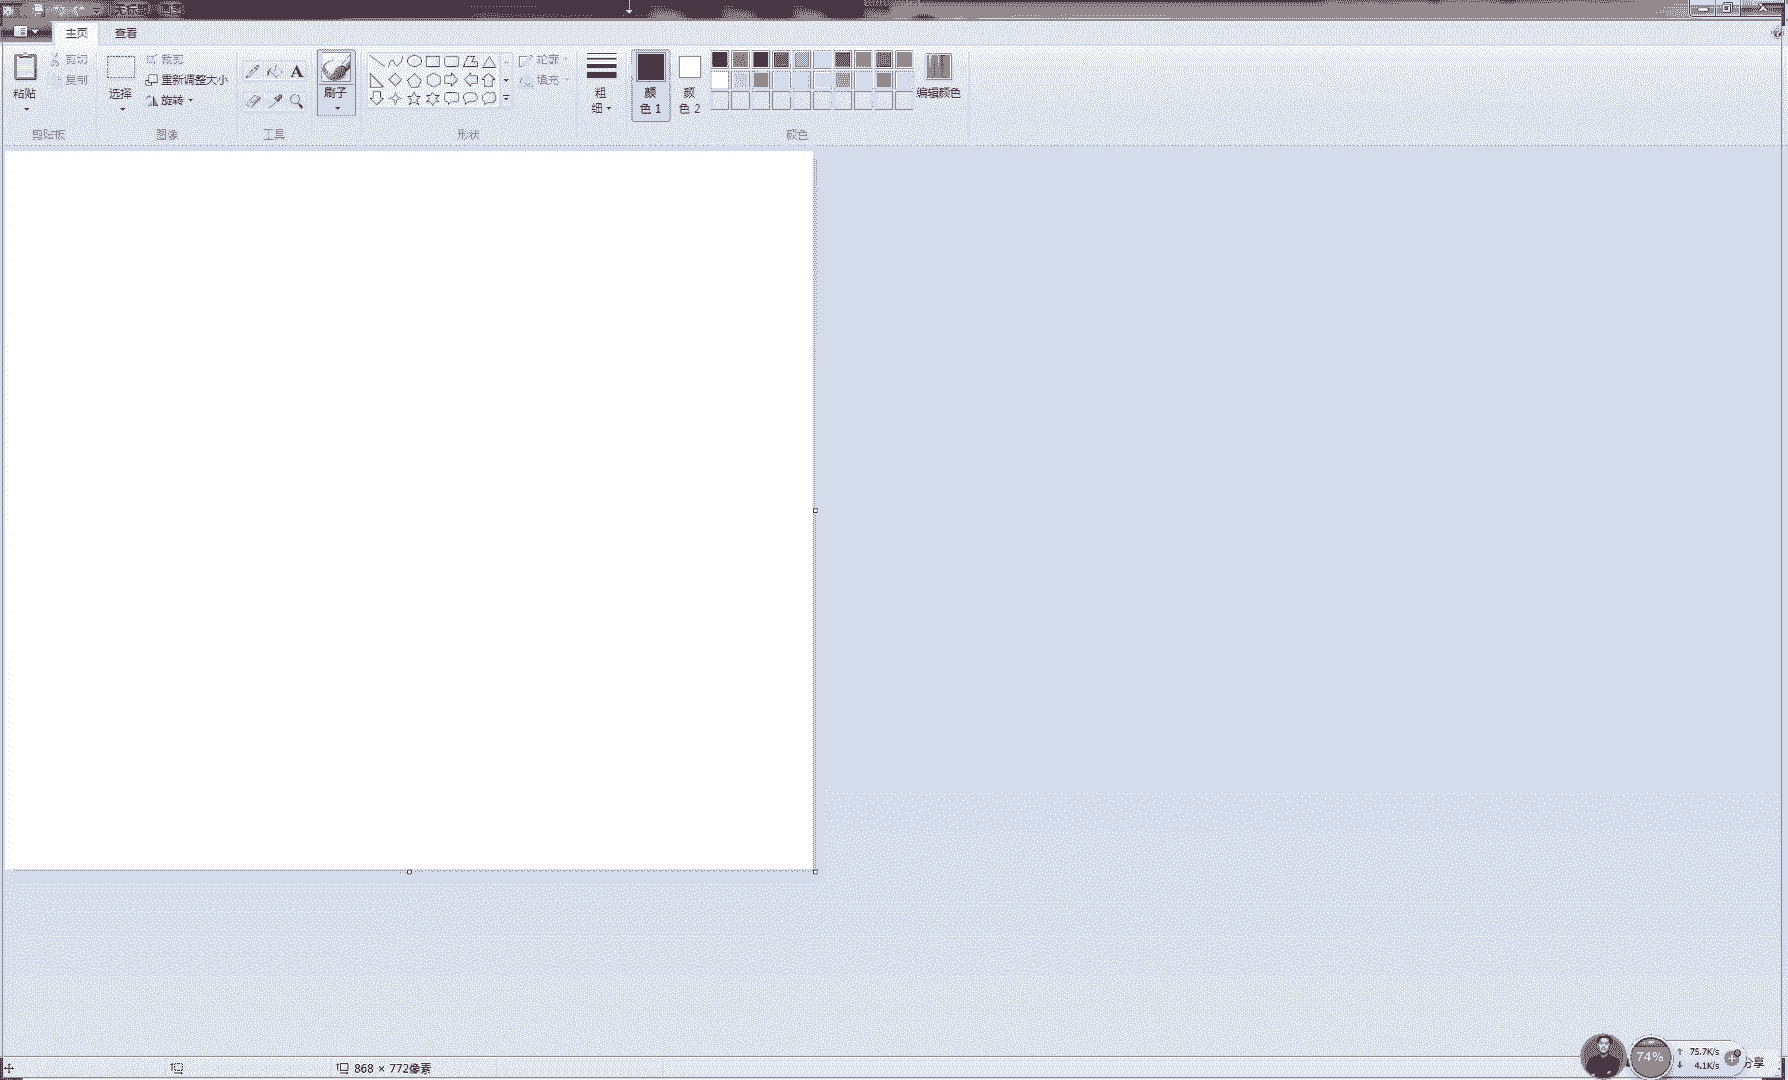 无标题 - 画图
主页 查看
粘贴
剪切
复制
选择
裁剪
重新调整大小
旋转
A
刷子
轮廓
填充
粗
细
颜
色 1
颜
色 2
编辑颜色
剪贴板 图像 工具 形状 颜色
868 × 772像素
74%
75.7K/s
4.1K/s
分享